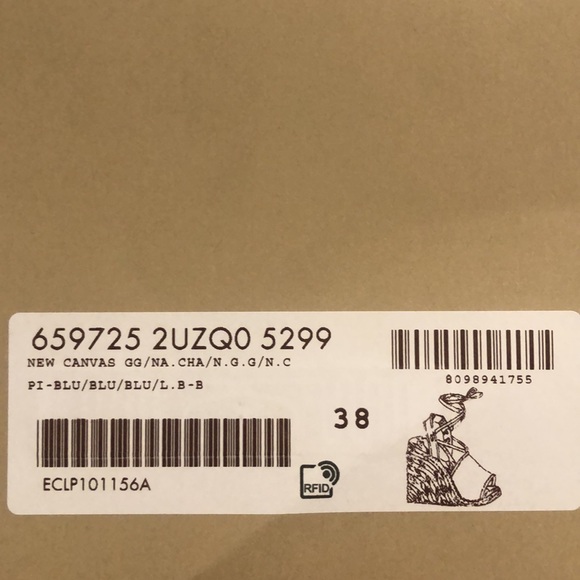 659725 2UZQ0 5299
NEW CANVAS GG/NA.CHA/N.G.G/N.C
8098941755
PI-BLU/BLU/BLU/L.B-B
38
ECLP101156A
RFID